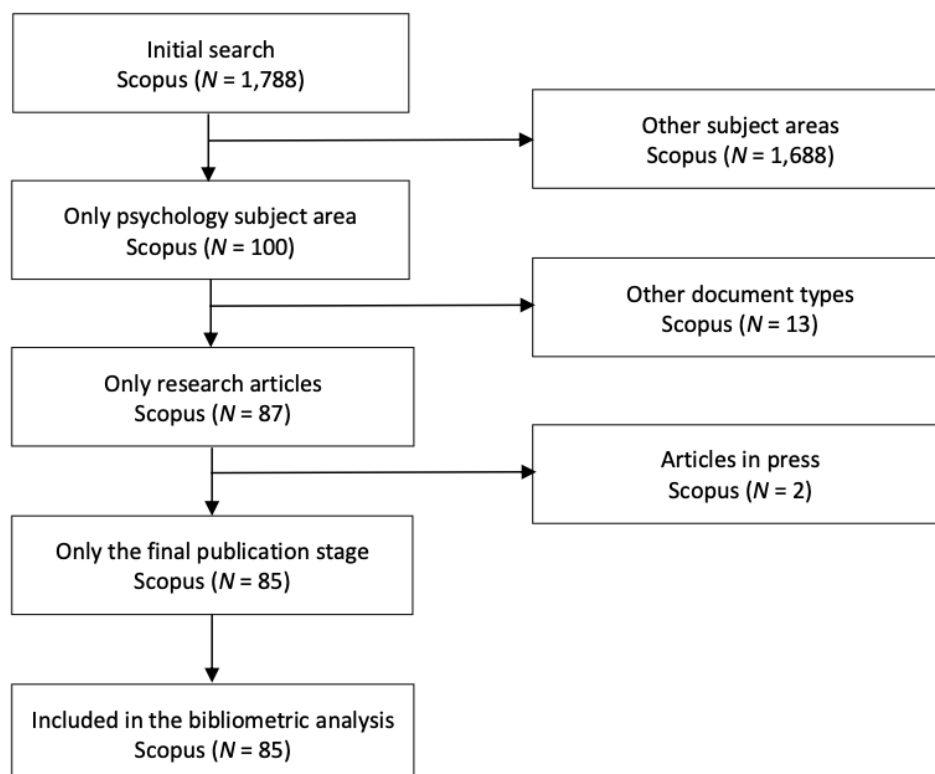 Initial search
Scopus (N = 1,788)
Other subject areas
Scopus (N = 1,688)
Only psychology subject area
Scopus (N = 100)
Other document types
Scopus (N = 13)
Only research articles
Scopus (N = 87)
Articles in press
Scopus (N = 2)
Only the final publication stage
Scopus (N = 85)
Included in the bibliometric analysis
Scopus (N = 85)